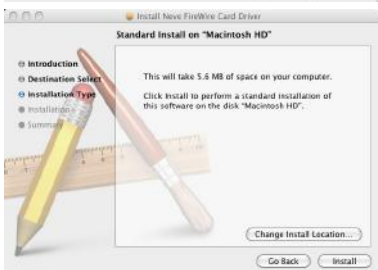 Install Neve FireWire Card Driver
Standard Install on "Macintosh HD"
Introduction
Destination Select
Installation Type
Installation
Summary
This will take 5.6 MB of space on your computer.
Click Install to perform a standard installation of
this software on the disk "Macintosh HD".
Change Install Location...
Go Back
Install